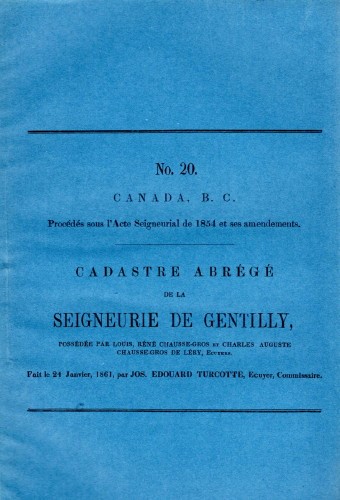 No. 20.
CANADA, B. C.
Procédés sous l'Acte Seigneurial de 1854 et ses amendements.
CADASTRE ABRÉGÉ
DE LA
SEIGNEURIE DE GENTILLY,
POSSÉDÉE PAR LOUIS, RÉNÉ CHAUSSE-GROS ET CHARLES AUGUSTE
CHAUSSE-GROS DE LÉRY, ECUYERS.
Fait le 21 Janvier, 1861, par JOS. EDOUARD TURCOTTE, Ecuyer, Commissaire.